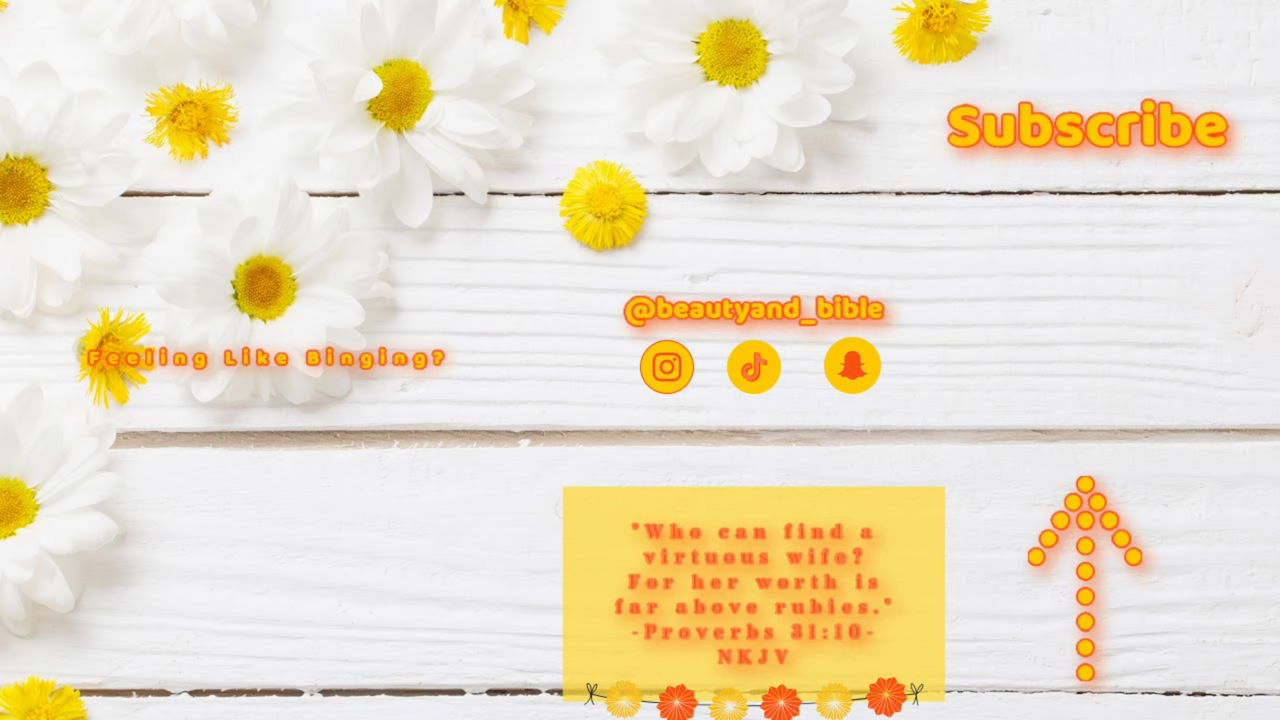 Subscribe
@beautyand_bible
Feeling Like Binging?
"Who can find a
virtuous wife?
For her worth is
far above rubies."
-Proverbs 31:10-
NKJV